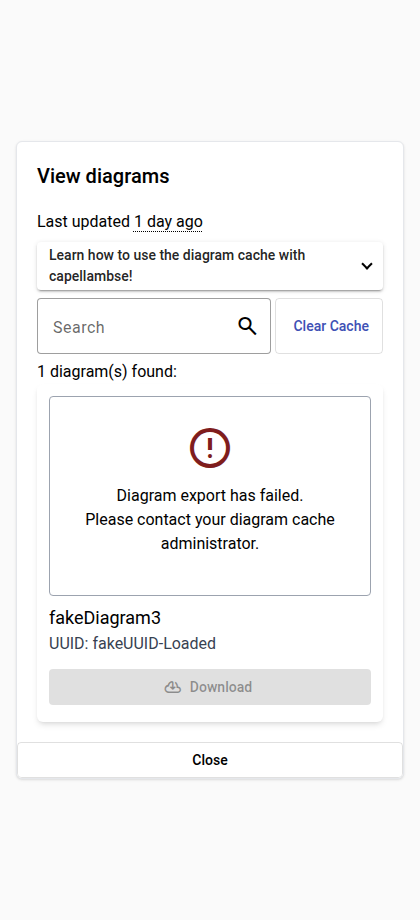 View diagrams
Last updated 1 day ago
Learn how to use the diagram cache with
capellambse!
Search
Clear Cache
1 diagram(s) found:
Diagram export has failed.
Please contact your diagram cache
administrator.
fakeDiagram3
UUID: fakeUUID-Loaded
Download
Close